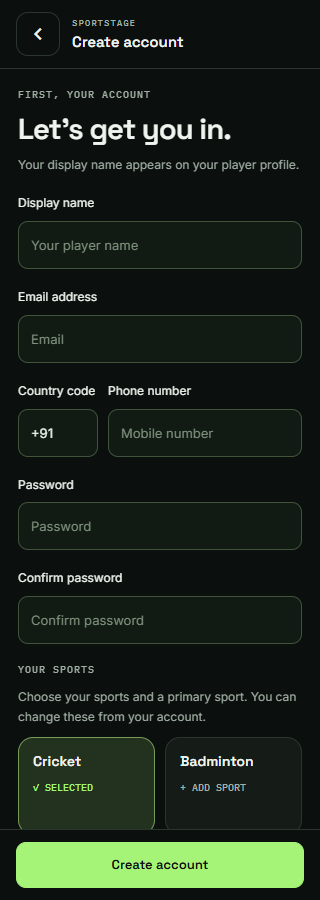 SPORTSTAGE
Create account
FIRST, YOUR ACCOUNT
Let's get you in.
Your display name appears on your player profile.
Display name
Your player name
Email address
Email
Country code Phone number
+91 Mobile number
Password
Password
Confirm password
Confirm password
YOUR SPORTS
Choose your sports and a primary sport. You can
change these from your account.
Cricket Badminton
✓ SELECTED + ADD SPORT
Create account